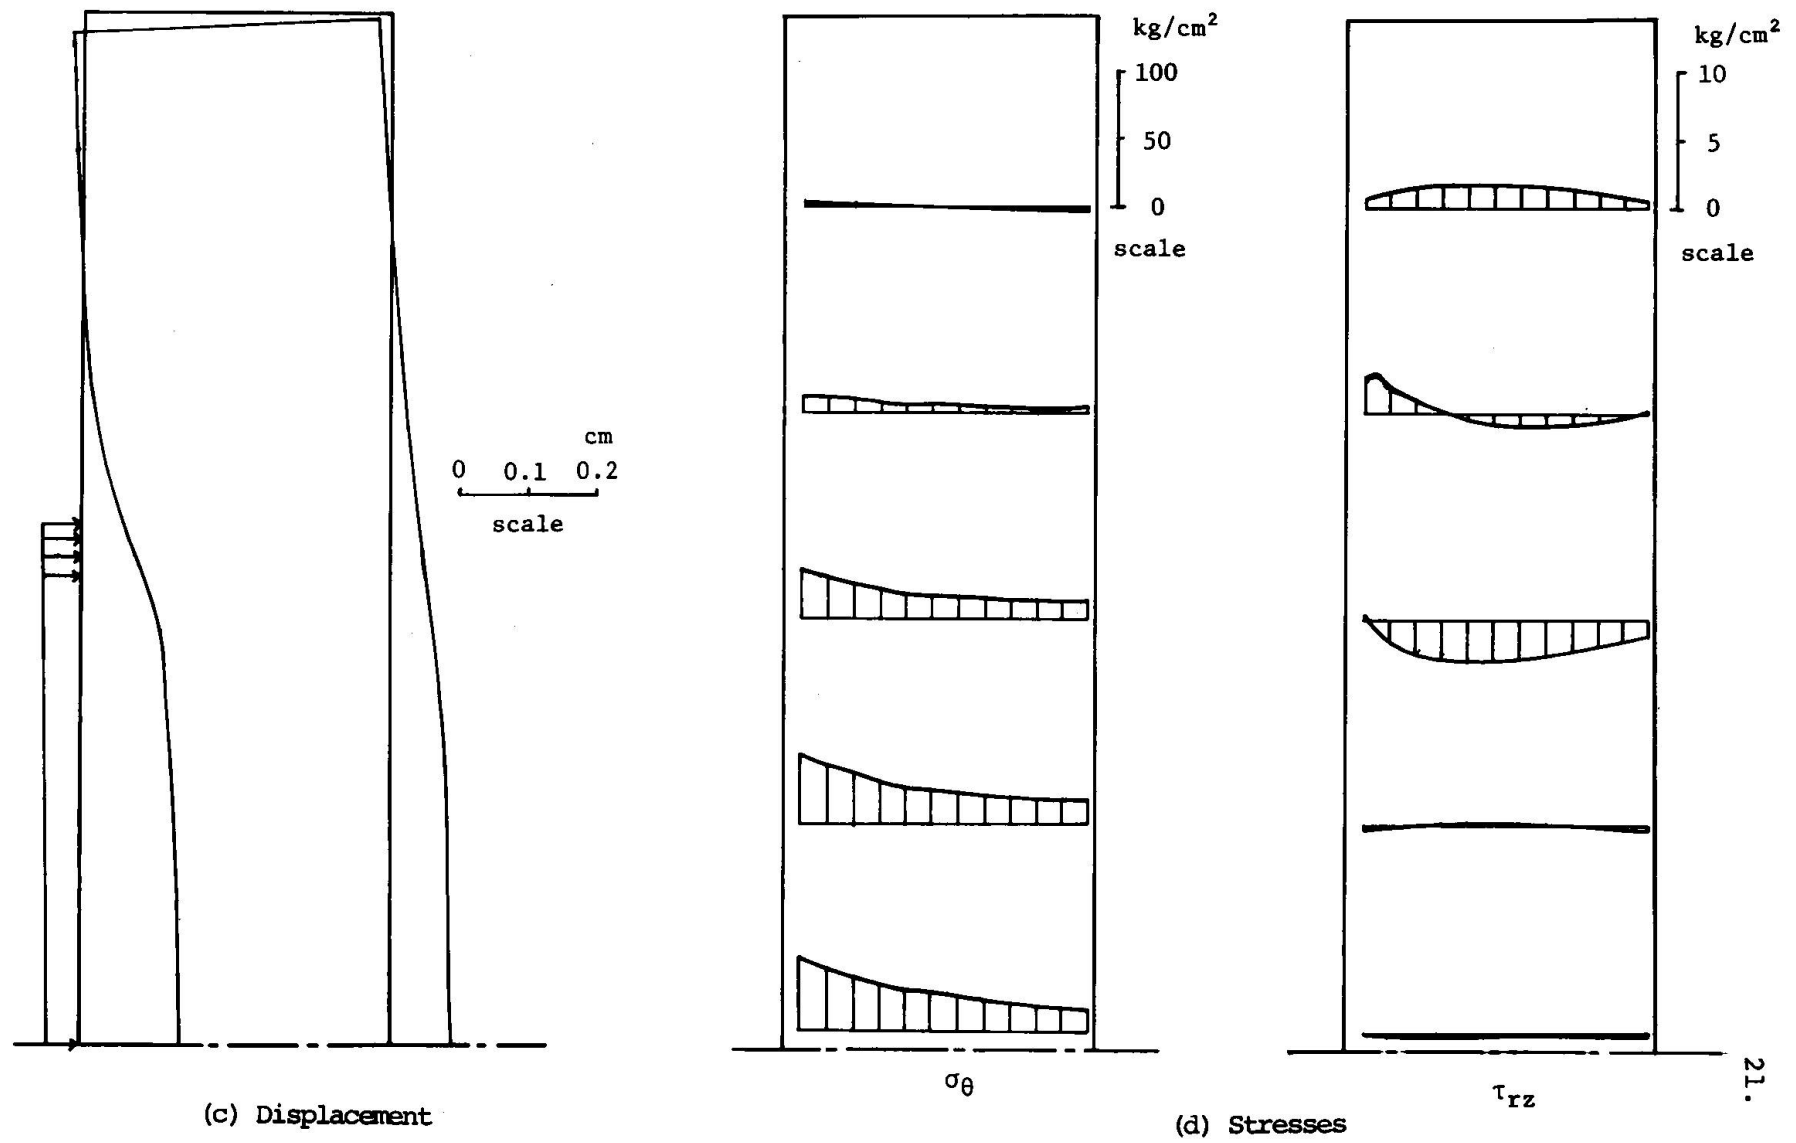 cm
0 0.1 0.2
scale
(c) Displacement
kg/cm²
100
50
0
scale
σθ
kg/cm²
10
5
0
scale
τrz
(d) Stresses
21.